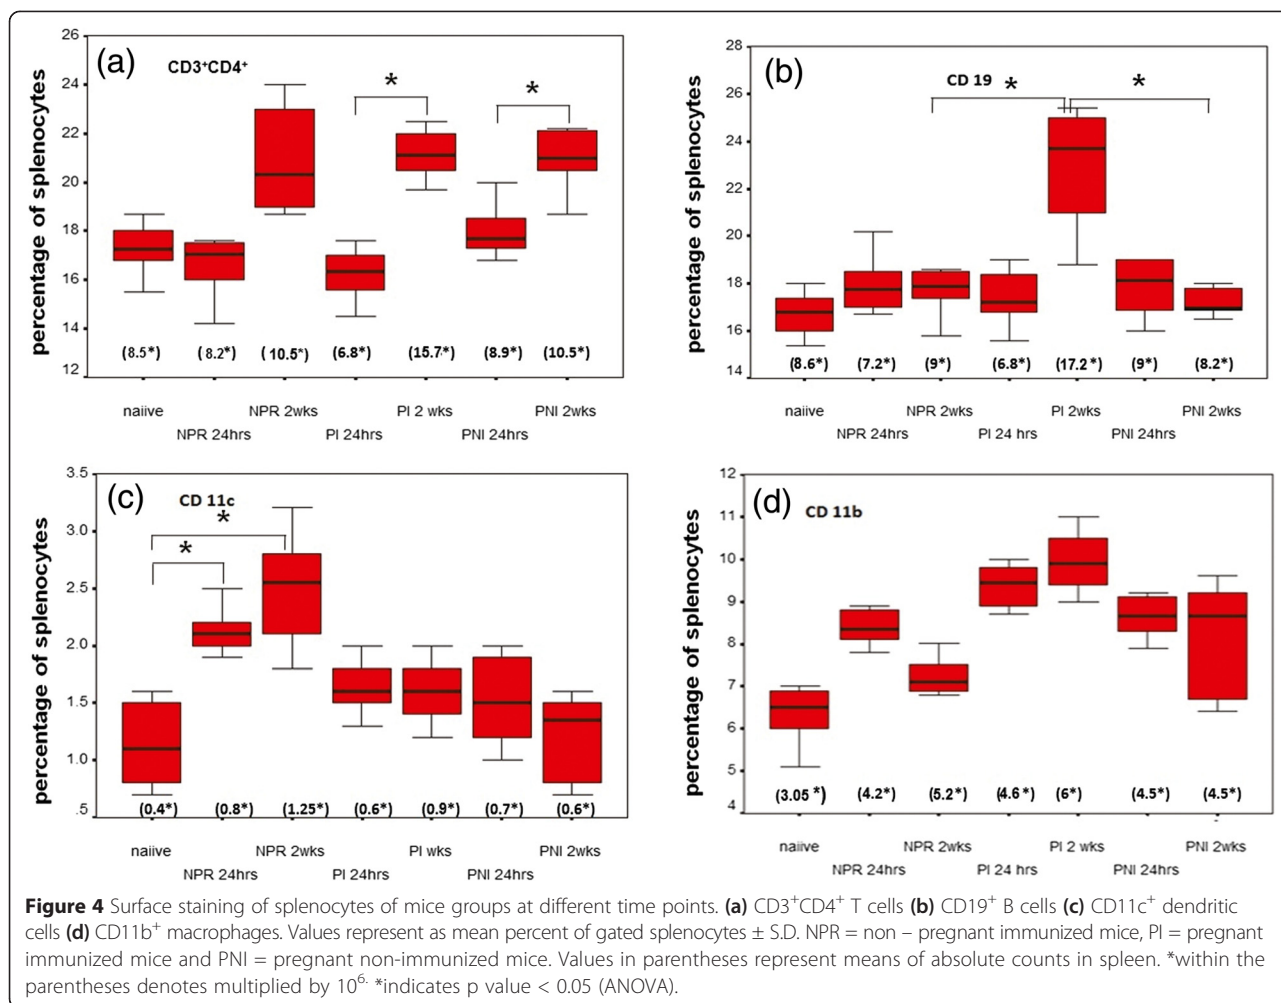 (a)
CD3⁺CD4⁺
percentage of splenocytes
26
24
22
20
18
16
14
12
*
*
(8.5*) (8.2*) (10.5*) (6.8*) (15.7*) (8.9*) (10.5*)
naiive NPR 2wks PI 2 wks PNI 2wks
NPR 24hrs PI 24hrs PNI 24hrs
(b)
CD 19
percentage of splenocytes
28
26
24
22
20
18
16
14
*
*
(8.6*) (7.2*) (9*) (6.8*) (17.2*) (9*) (8.2*)
naiive NPR 2wks PI 2wks PNI 2wks
NPR 24hrs PI 24 hrs PNI 24hrs
(c)
CD 11c
percentage of splenocytes
3.5
3.0
2.5
2.0
1.5
1.0
.5
*
*
(0.4*) (0.8*) (1.25*) (0.6*) (0.9*) (0.7*) (0.6*)
naiive NPR 2wks PI wks PNI 2wks
NPR 24hrs PI 24hrs PNI 24hrs
(d)
CD 11b
percentage of splenocytes
12
11
10
9
8
7
6
5
4
(3.05 *) (4.2*) (5.2*) (4.6*) (6*) (4.5*) (4.5*)
naiive NPR 2wks PI 2 wks PNI 2wks
NPR 24hrs PI 24 hrs PNI 24hrs
Figure 4 Surface staining of splenocytes of mice groups at different time points. (a) CD3⁺CD4⁺ T cells (b) CD19⁺ B cells (c) CD11c⁺ dendritic
cells (d) CD11b⁺ macrophages. Values represent as mean percent of gated splenocytes ± S.D. NPR = non – pregnant immunized mice, PI = pregnant
immunized mice and PNI = pregnant non-immunized mice. Values in parentheses represent means of absolute counts in spleen. *within the
parentheses denotes multiplied by 10⁶· *indicates p value < 0.05 (ANOVA).